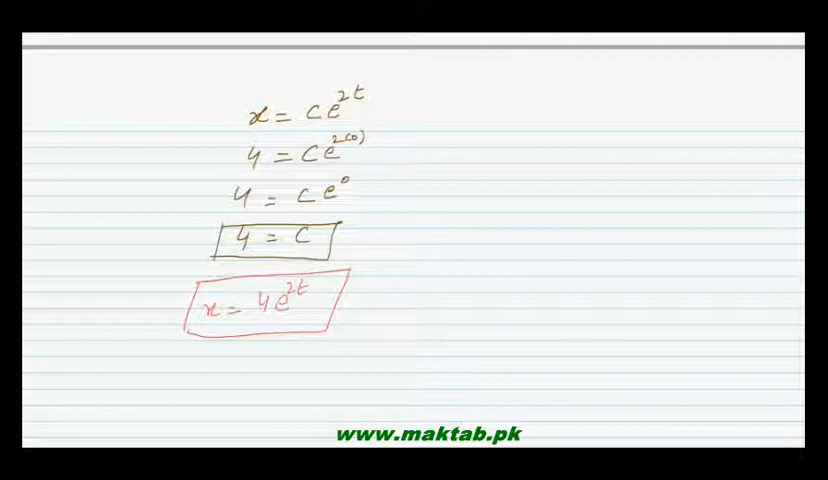 x = ce^{2t}
4 = ce^{2(0)}
4 = ce^0
4 = c
x = 4e^{2t}
www.maktab.pk